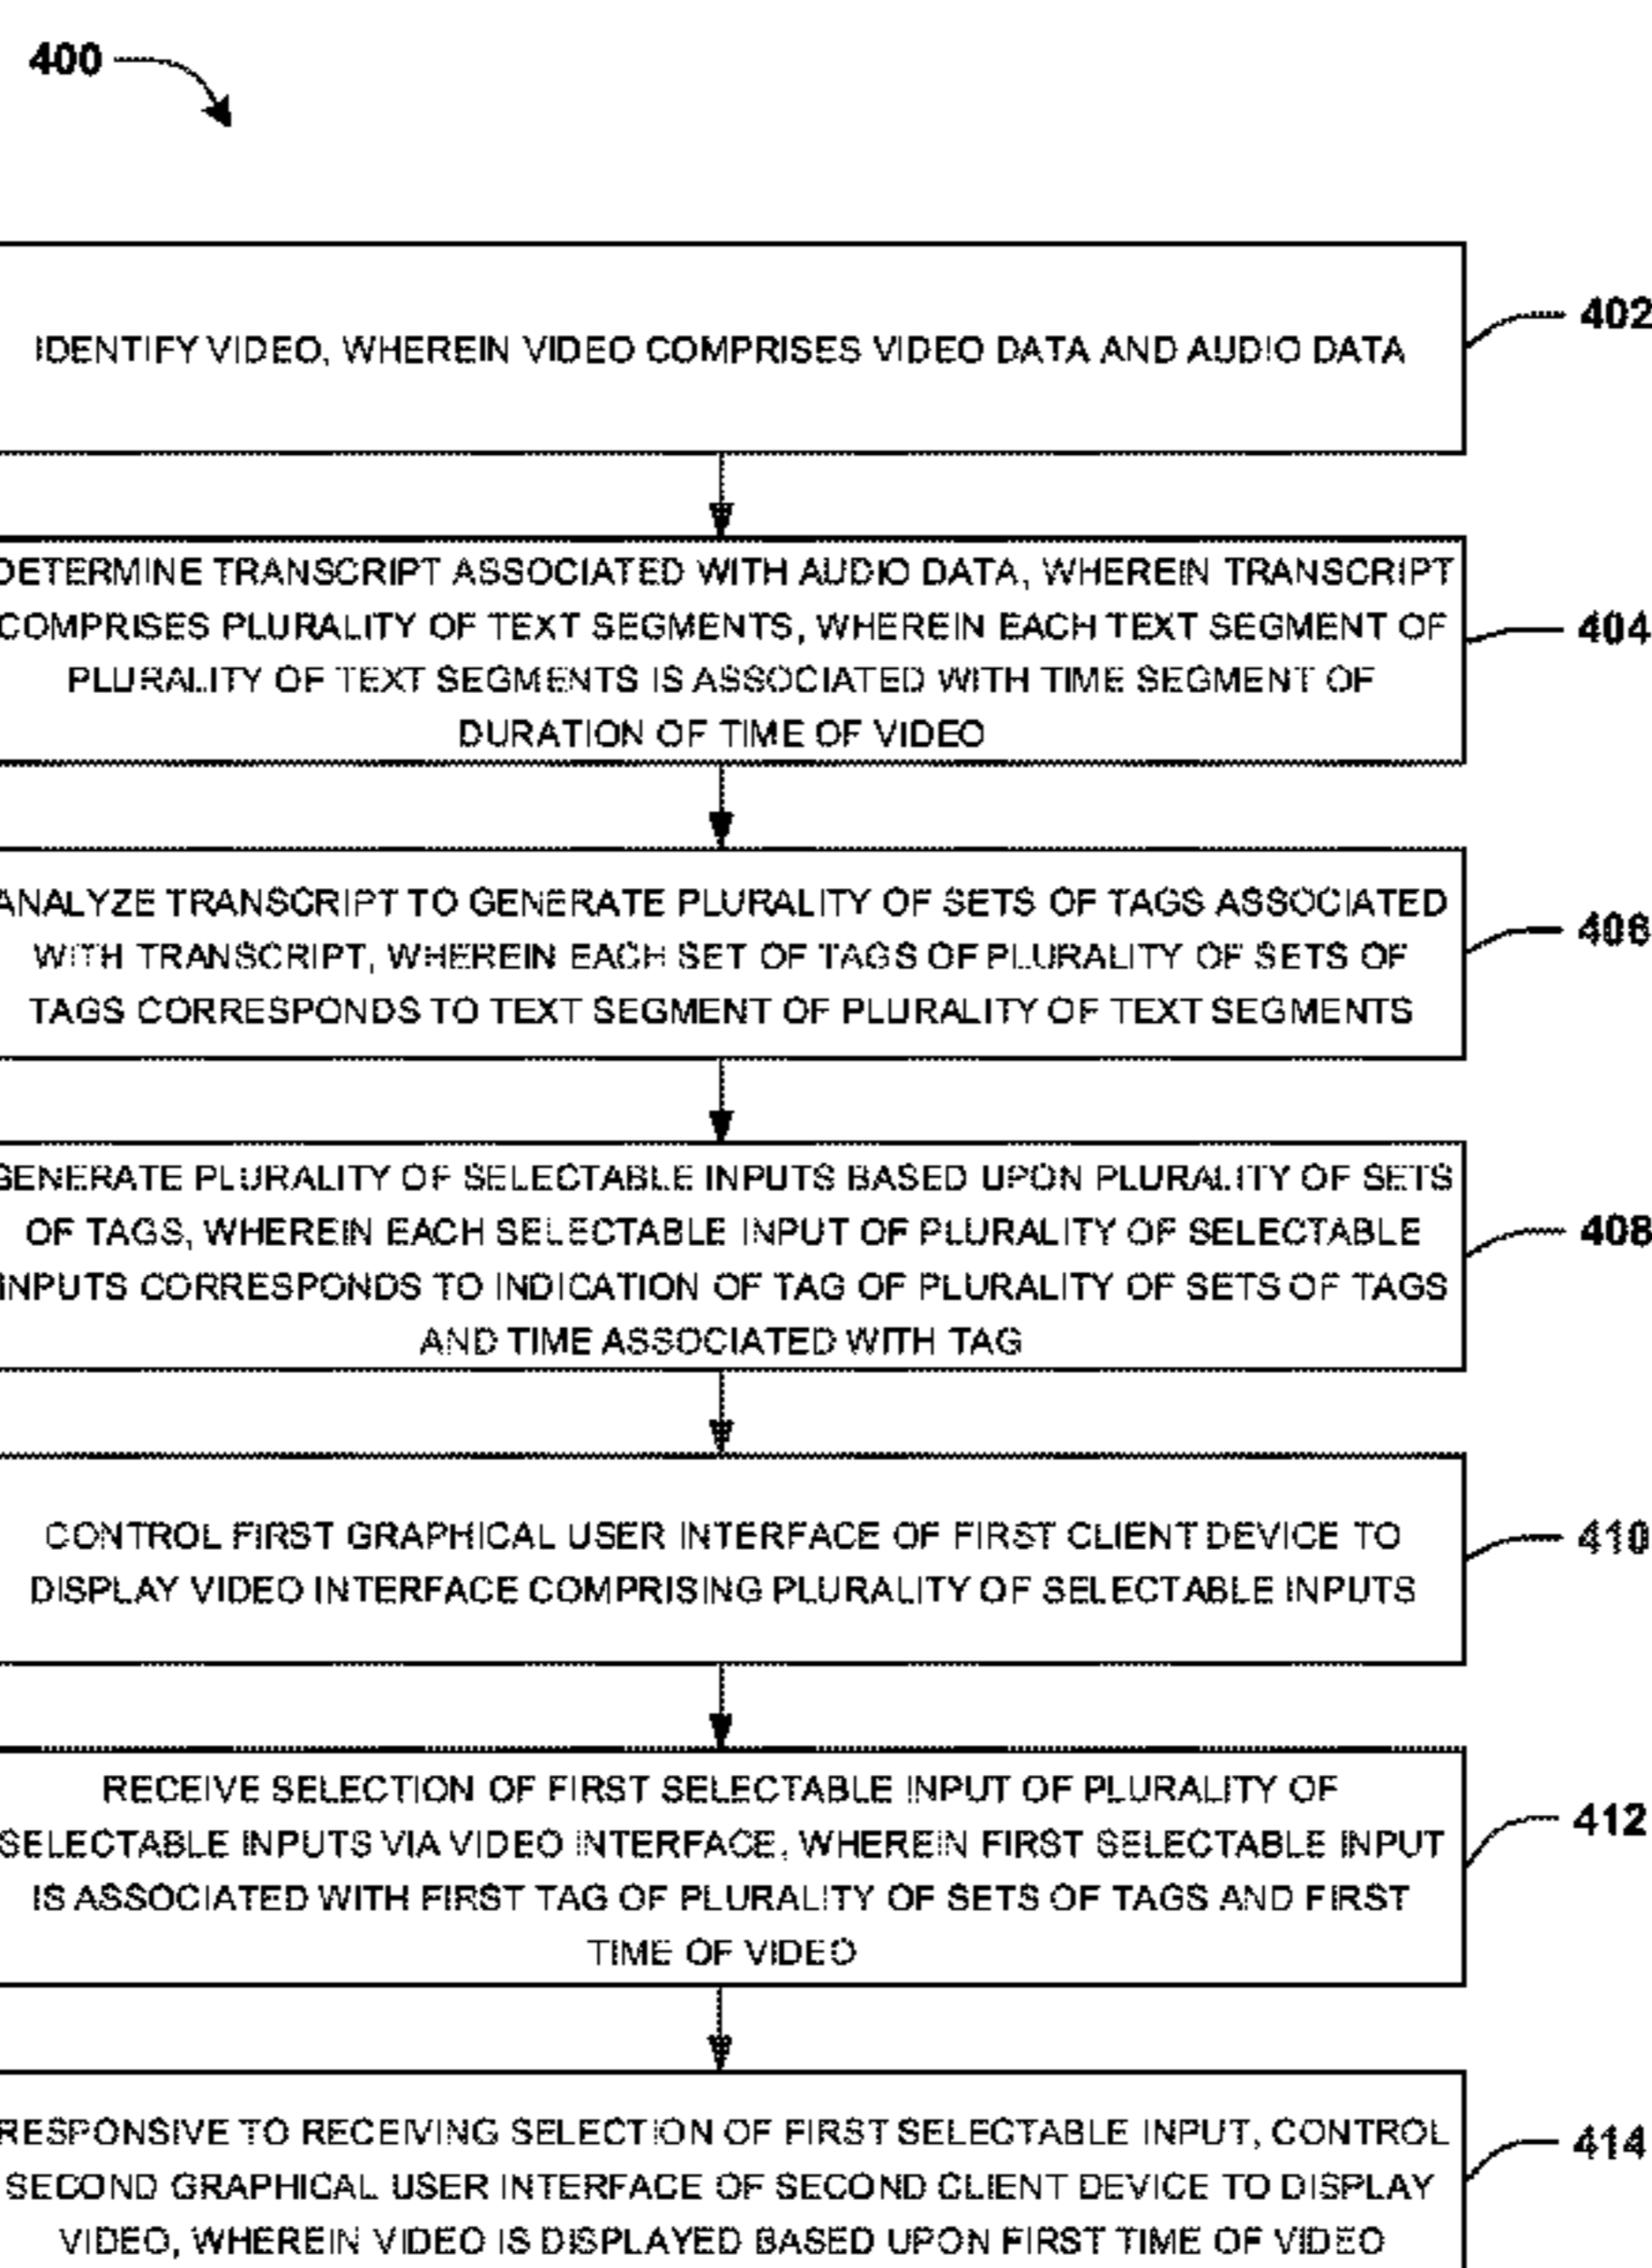 400
IDENTIFY VIDEO, WHEREIN VIDEO COMPRISES VIDEO DATA AND AUDIO DATA
402
DETERMINE TRANSCRIPT ASSOCIATED WITH AUDIO DATA, WHEREIN TRANSCRIPT
COMPRISES PLURALITY OF TEXT SEGMENTS, WHEREIN EACH TEXT SEGMENT OF
PLURALITY OF TEXT SEGMENTS IS ASSOCIATED WITH TIME SEGMENT OF
DURATION OF TIME OF VIDEO
404
ANALYZE TRANSCRIPT TO GENERATE PLURALITY OF SETS OF TAGS ASSOCIATED
WITH TRANSCRIPT, WHEREIN EACH SET OF TAGS OF PLURALITY OF SETS OF
TAGS CORRESPONDS TO TEXT SEGMENT OF PLURALITY OF TEXT SEGMENTS
406
GENERATE PLURALITY OF SELECTABLE INPUTS BASED UPON PLURALITY OF SETS
OF TAGS, WHEREIN EACH SELECTABLE INPUT OF PLURALITY OF SELECTABLE
INPUTS CORRESPONDS TO INDICATION OF TAG OF PLURALITY OF SETS OF TAGS
AND TIME ASSOCIATED WITH TAG
408
CONTROL FIRST GRAPHICAL USER INTERFACE OF FIRST CLIENT DEVICE TO
DISPLAY VIDEO INTERFACE COMPRISING PLURALITY OF SELECTABLE INPUTS
410
RECEIVE SELECTION OF FIRST SELECTABLE INPUT OF PLURALITY OF
SELECTABLE INPUTS VIA VIDEO INTERFACE, WHEREIN FIRST SELECTABLE INPUT
IS ASSOCIATED WITH FIRST TAG OF PLURALITY OF SETS OF TAGS AND FIRST
TIME OF VIDEO
412
RESPONSIVE TO RECEIVING SELECTION OF FIRST SELECTABLE INPUT, CONTROL
SECOND GRAPHICAL USER INTERFACE OF SECOND CLIENT DEVICE TO DISPLAY
VIDEO, WHEREIN VIDEO IS DISPLAYED BASED UPON FIRST TIME OF VIDEO
414